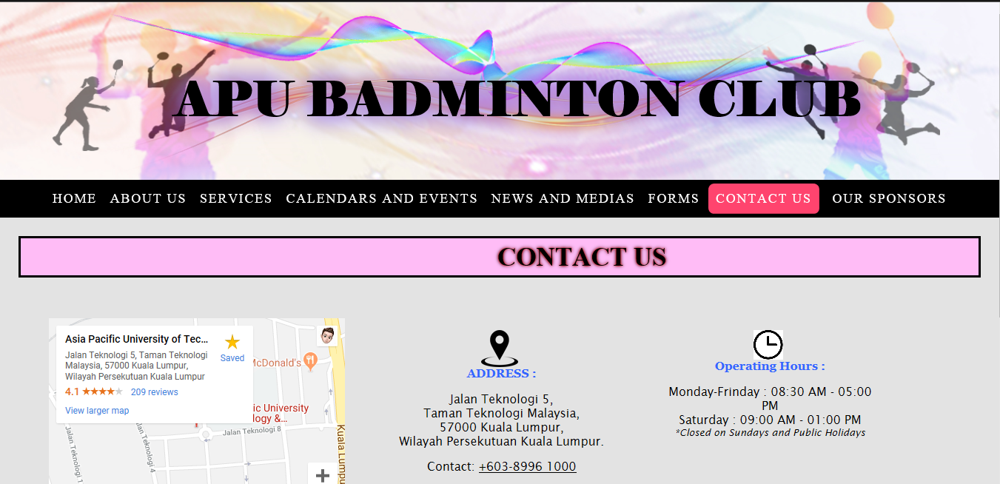 APU BADMINTON CLUB
HOME ABOUT US SERVICES CALENDARS AND EVENTS NEWS AND MEDIAS FORMS CONTACT US OUR SPONSORS
CONTACT US
Asia Pacific University of Tec...
Jalan Teknologi 5, Taman Teknologi
Malaysia, 57000 Kuala Lumpur,
Wilayah Persekutuan Kuala Lumpur
Saved
4.1 ★★★★★ 209 reviews
View larger map
McDonald's
ic University
logy &...
Jalan Teknologi 8
Jalan Teknologi 4
Jalan Teknologi 1
Kuala Lumpu
ADDRESS :
Jalan Teknologi 5,
Taman Teknologi Malaysia,
57000 Kuala Lumpur,
Wilayah Persekutuan Kuala Lumpur.
Contact: +603-8996 1000
Operating Hours :
Monday-Frinday : 08:30 AM - 05:00
PM
Saturday : 09:00 AM - 01:00 PM
*Closed on Sundays and Public Holidays